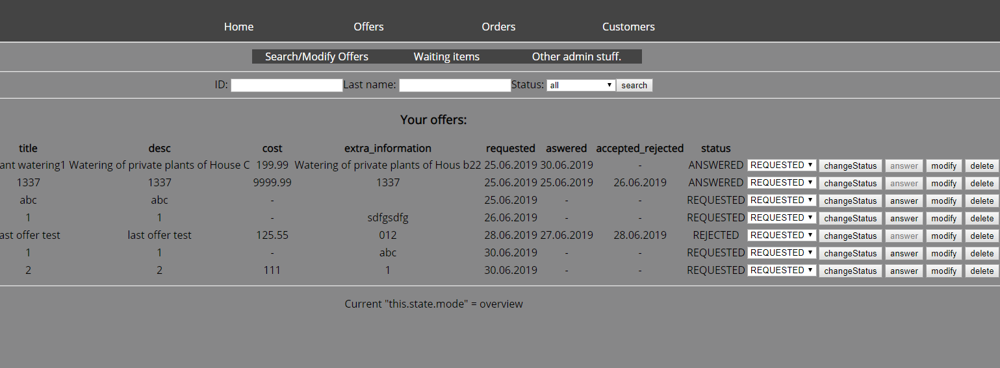 Home Offers Orders Customers
Search/Modify Offers Waiting items Other admin stuff.
ID: Last name: Status: all search
Your offers:
title desc cost extra_information requested aswered accepted_rejected status
ant watering1 Watering of private plants of House C 199.99 Watering of private plants of Hous b22 25.06.2019 30.06.2019 - ANSWERED REQUESTED changeStatus answer modify delete
1337 1337 9999.99 1337 25.06.2019 25.06.2019 26.06.2019 ANSWERED REQUESTED changeStatus answer modify delete
abc abc - 25.06.2019 - - REQUESTED REQUESTED changeStatus answer modify delete
1 1 - sdfgsdfg 26.06.2019 - - REQUESTED REQUESTED changeStatus answer modify delete
ast offer test last offer test 125.55 012 28.06.2019 27.06.2019 28.06.2019 REJECTED REQUESTED changeStatus answer modify delete
1 1 - abc 30.06.2019 - - REQUESTED REQUESTED changeStatus answer modify delete
2 2 111 1 30.06.2019 - - REQUESTED REQUESTED changeStatus answer modify delete
Current "this.state.mode" = overview